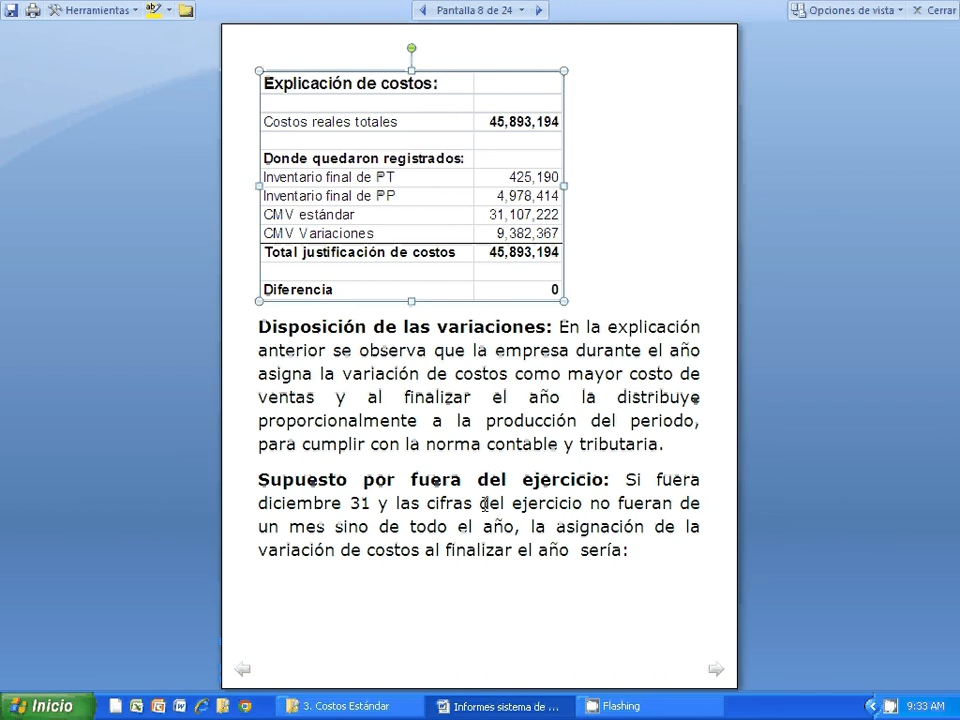 Herramientas
Pantalla 8 de 24
Opciones de vista
Cerrar
Explicación de costos:
Costos reales totales 45,893,194
Donde quedaron registrados:
Inventario final de PT 425,190
Inventario final de PP 4,978,414
CMV estándar 31,107,222
CMV Variaciones 9,382,367
Total justificación de costos 45,893,194
Diferencia 0
Disposición de las variaciones: En la explicación
anterior se observa que la empresa durante el año
asigna la variación de costos como mayor costo de
ventas y al finalizar el año la distribuye
proporcionalmente a la producción del periodo,
para cumplir con la norma contable y tributaria.
Supuesto por fuera del ejercicio: Si fuera
diciembre 31 y las cifras del ejercicio no fueran de
un mes sino de todo el año, la asignación de la
variación de costos al finalizar el año sería:
Inicio
3. Costos Estándar
Informes sistema de ...
Flashing
9:33 AM